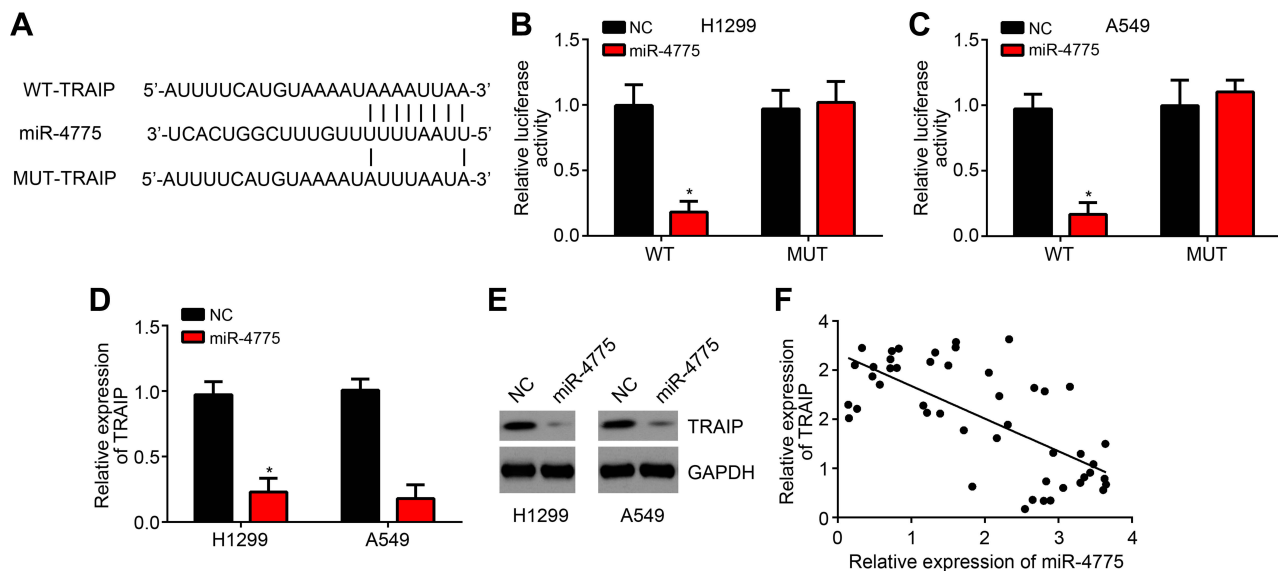 A
WT-TRAIP 5’-AUUUUCAUGUAAAAUAAAAUUAA-3’
miR-4775 3’-UCACUGGCUUUGUUUUUUAAUU-5’
MUT-TRAIP 5’-AUUUUCAUGUAAAAUAUUUAAUA-3’
B
NC
miR-4775
H1299
Relative luciferase
activity
1.5
1.0
0.5
0.0
*
WT MUT
C
NC
miR-4775
A549
Relative luciferase
activity
1.5
1.0
0.5
0.0
*
WT MUT
D
NC
miR-4775
Relative expression
of TRAIP
1.5
1.0
0.5
0.0
*
H1299 A549
E
NC miR-4775 NC miR-4775
TRAIP
GAPDH
H1299 A549
F
Relative expression
of TRAIP
4
2
2
1
0
0 1 2 3 4
Relative expression of miR-4775